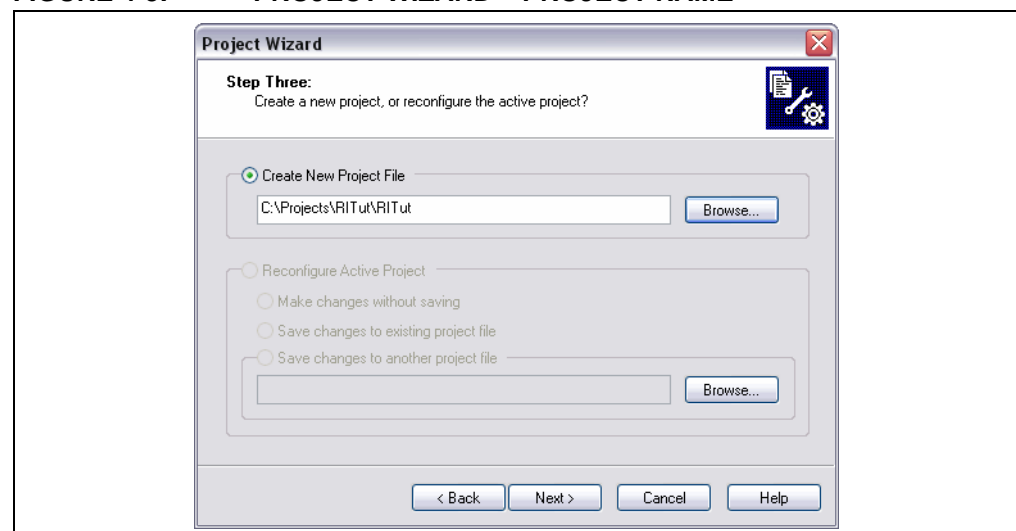 Project Wizard
Step Three:
Create a new project, or reconfigure the active project?
Create New Project File
C:\Projects\RITut\RITut
Browse...
Reconfigure Active Project
Make changes without saving
Save changes to existing project file
Save changes to another project file
Browse...
< Back Next > Cancel Help